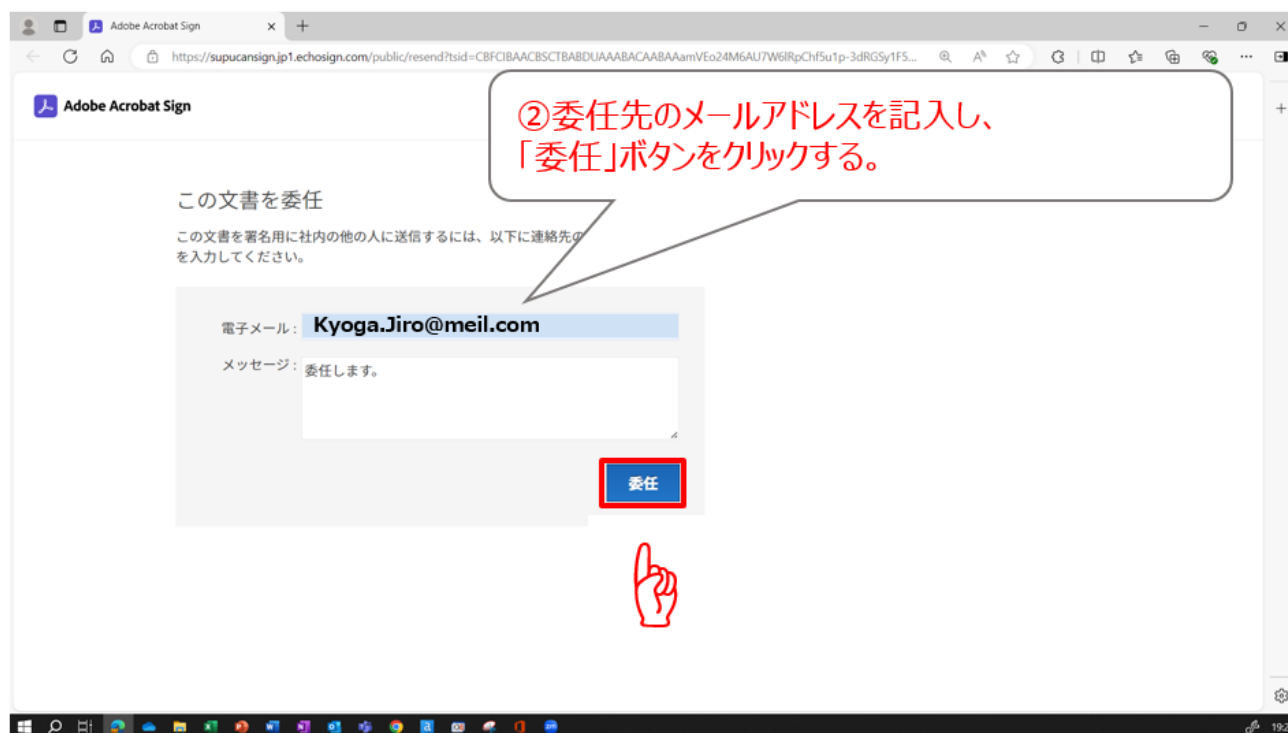 Adobe Acrobat Sign
https://supucansign.jp1.echosign.com/public/resend?tsid=CBFCIBAACBSCTBABDUAAABACAABAAamVEo24M6AU7W6lRpChf5u1p-3dRGSy1F5...
Adobe Acrobat Sign
②委任先のメールアドレスを記入し、
「委任」ボタンをクリックする。
この文書を委任
この文書を署名用に社内の他の人に送信するには、以下に連絡先の
を入力してください。
電子メール : Kyoga.Jiro@meil.com
メッセージ : 委任します。
委任